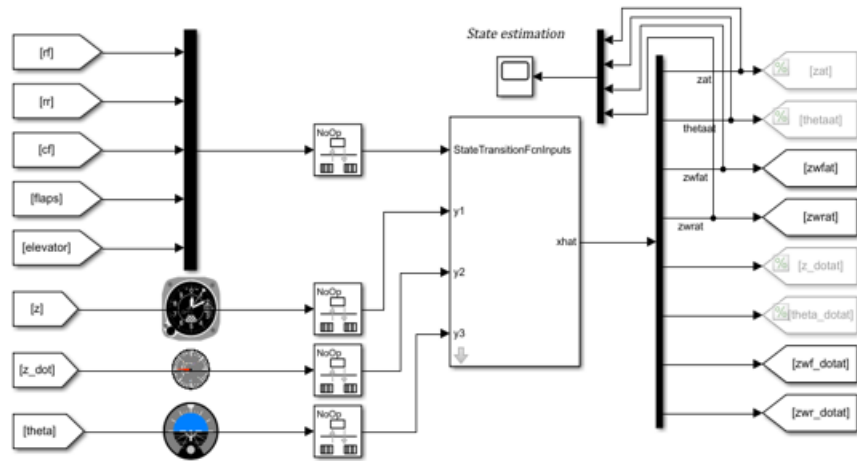 [rf]
[rr]
[cf]
[flaps]
[elevator]
[z]
[z_dot]
[theta]
NoOp
NoOp
NoOp
NoOp
StateTransitionFcnInputs
y1
y2
y3
xhat
State estimation
zat
thetaat
zwfat
zwrat
[zat]
[thetaat]
[zwfat]
[zwrat]
[z_dotat]
[theta_dotat]
[zwf_dotat]
[zwr_dotat]